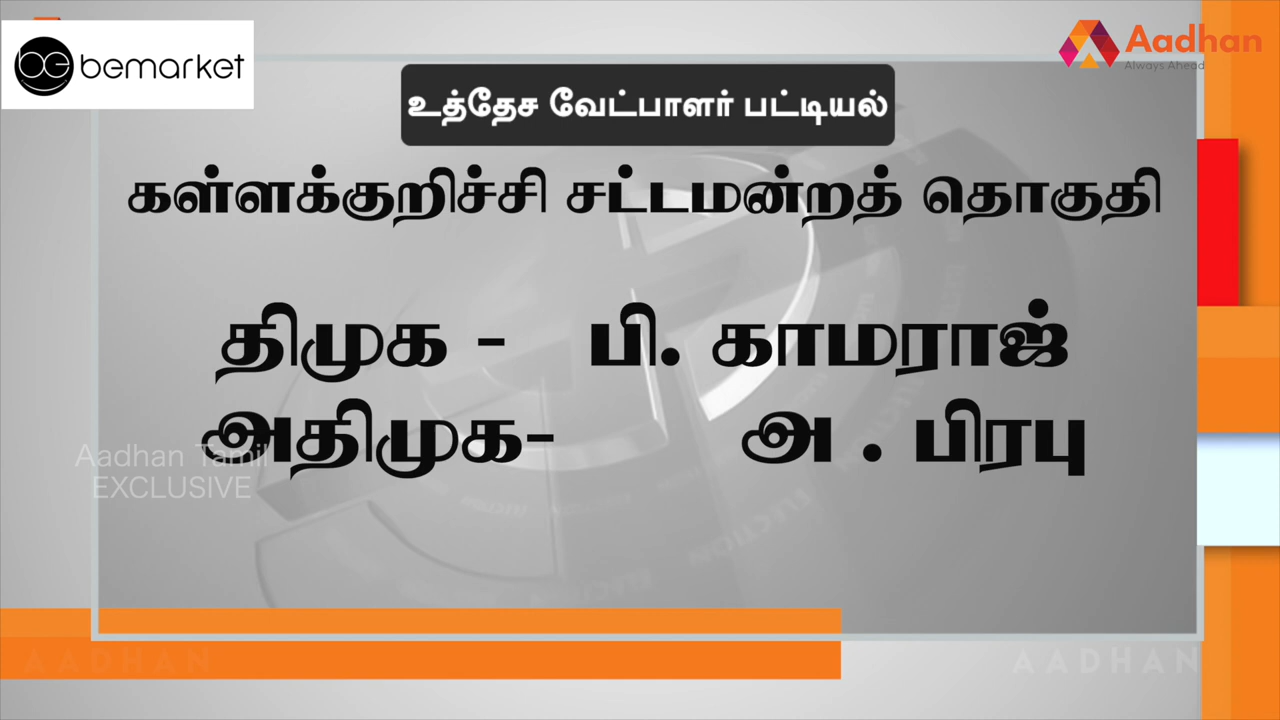 bemarket
Aadhan
Always Ahead
உத்தேச வேட்பாளர் பட்டியல்
கள்ளக்குறிச்சி சட்டமன்றத் தொகுதி
திமுக - பி. காமராஜ்
அதிமுக- அ . பிரபு
Aadhan Tamil
EXCLUSIVE
AADHAN
AADHAN